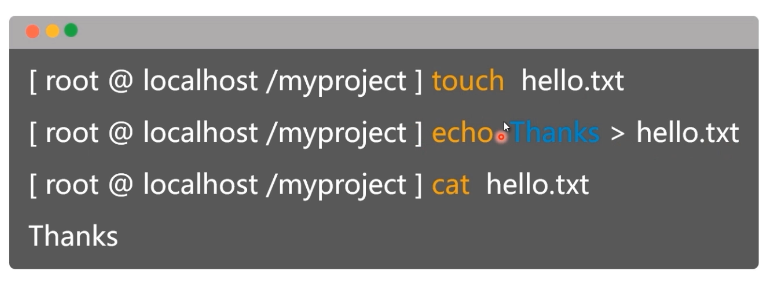 [ root @ localhost /myproject ] touch hello.txt
[ root @ localhost /myproject ] echo Thanks > hello.txt
[ root @ localhost /myproject ] cat hello.txt
Thanks